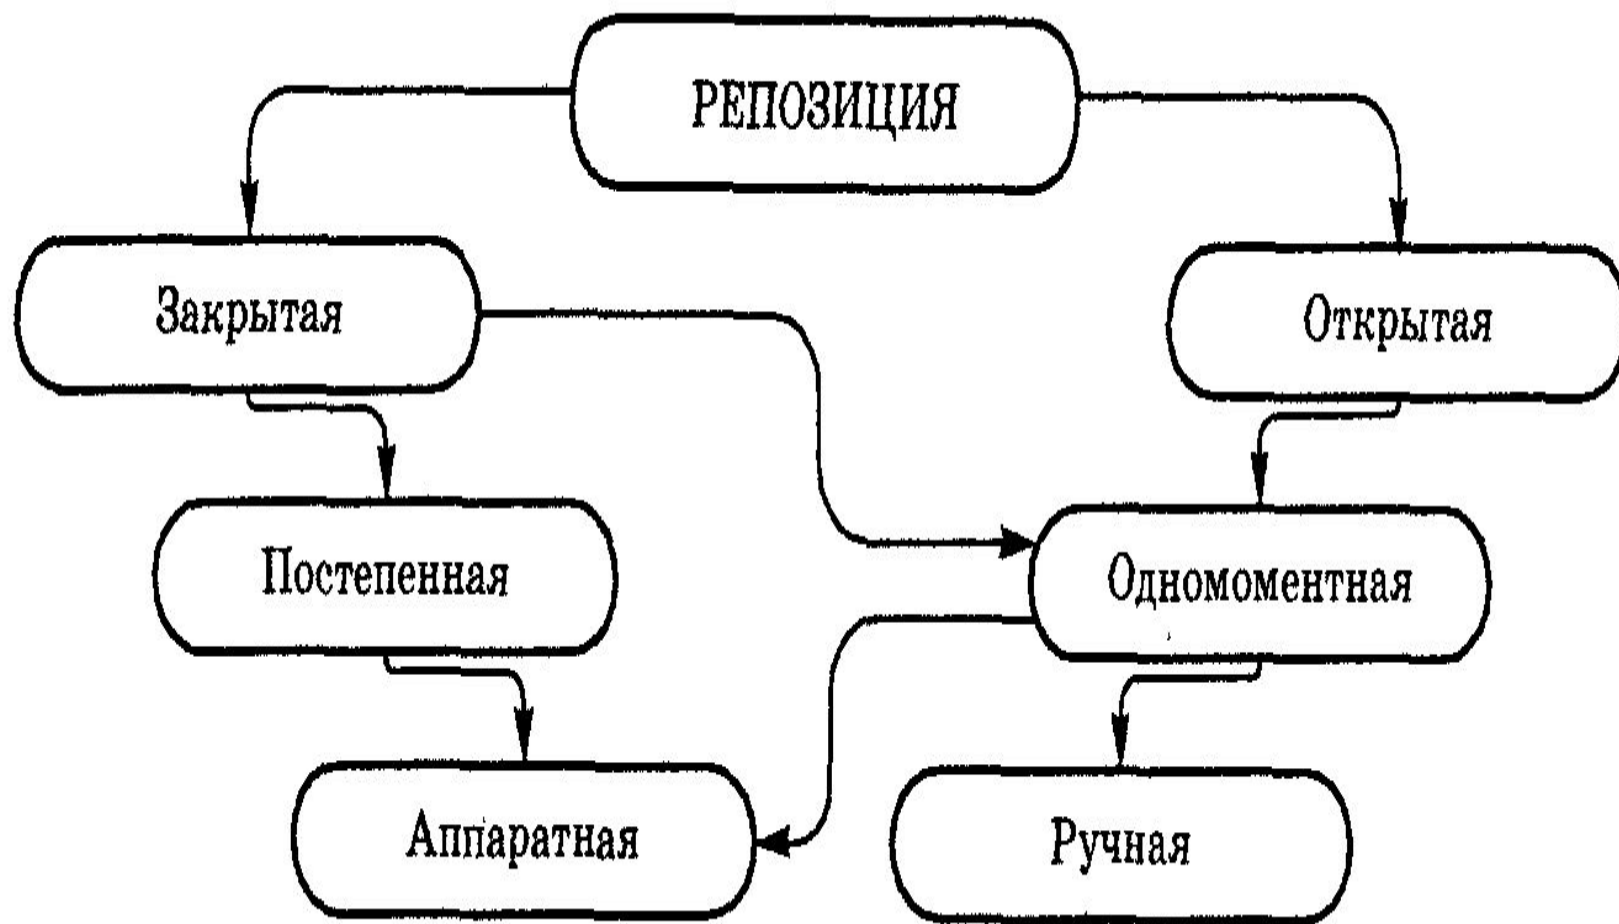 РЕПОЗИЦИЯ
Закрытая
Открытая
Постепенная
Одномоментная
Аппаратная
Ручная